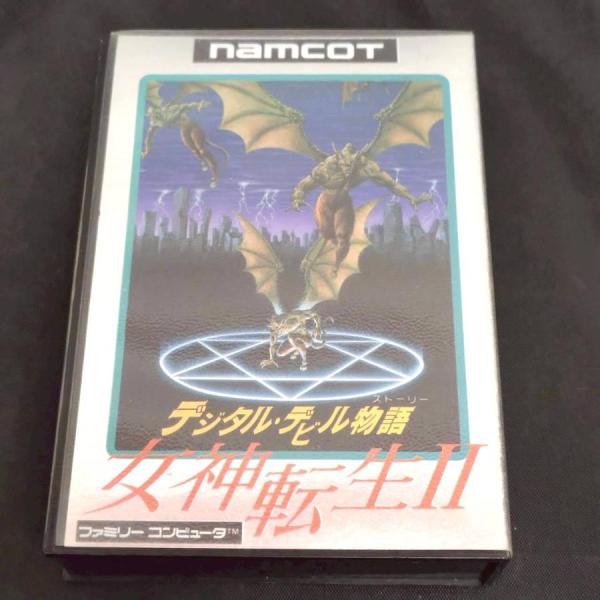 namcot
ストーリー
デジタル・デビル物語
女神転生II
ファミリー コンピュータ™